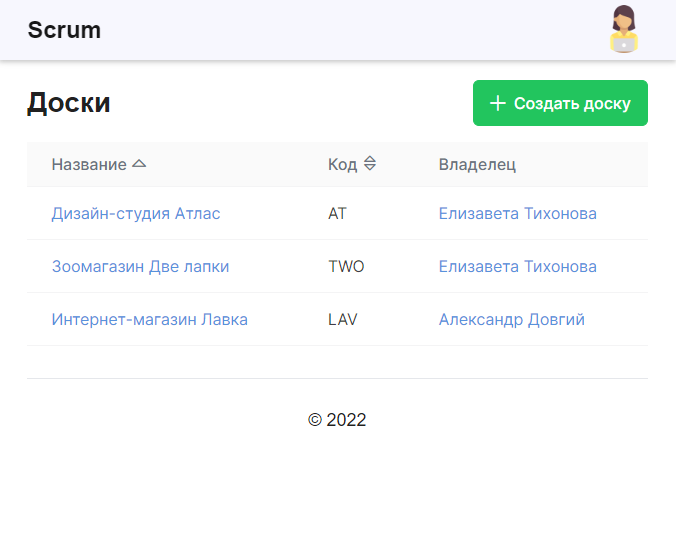 Scrum
Доски
Создать доску
Название Код Владелец
Дизайн-студия Атлас AT Елизавета Тихонова
Зоомагазин Две лапки TWO Елизавета Тихонова
Интернет-магазин Лавка LAV Александр Довгий
© 2022